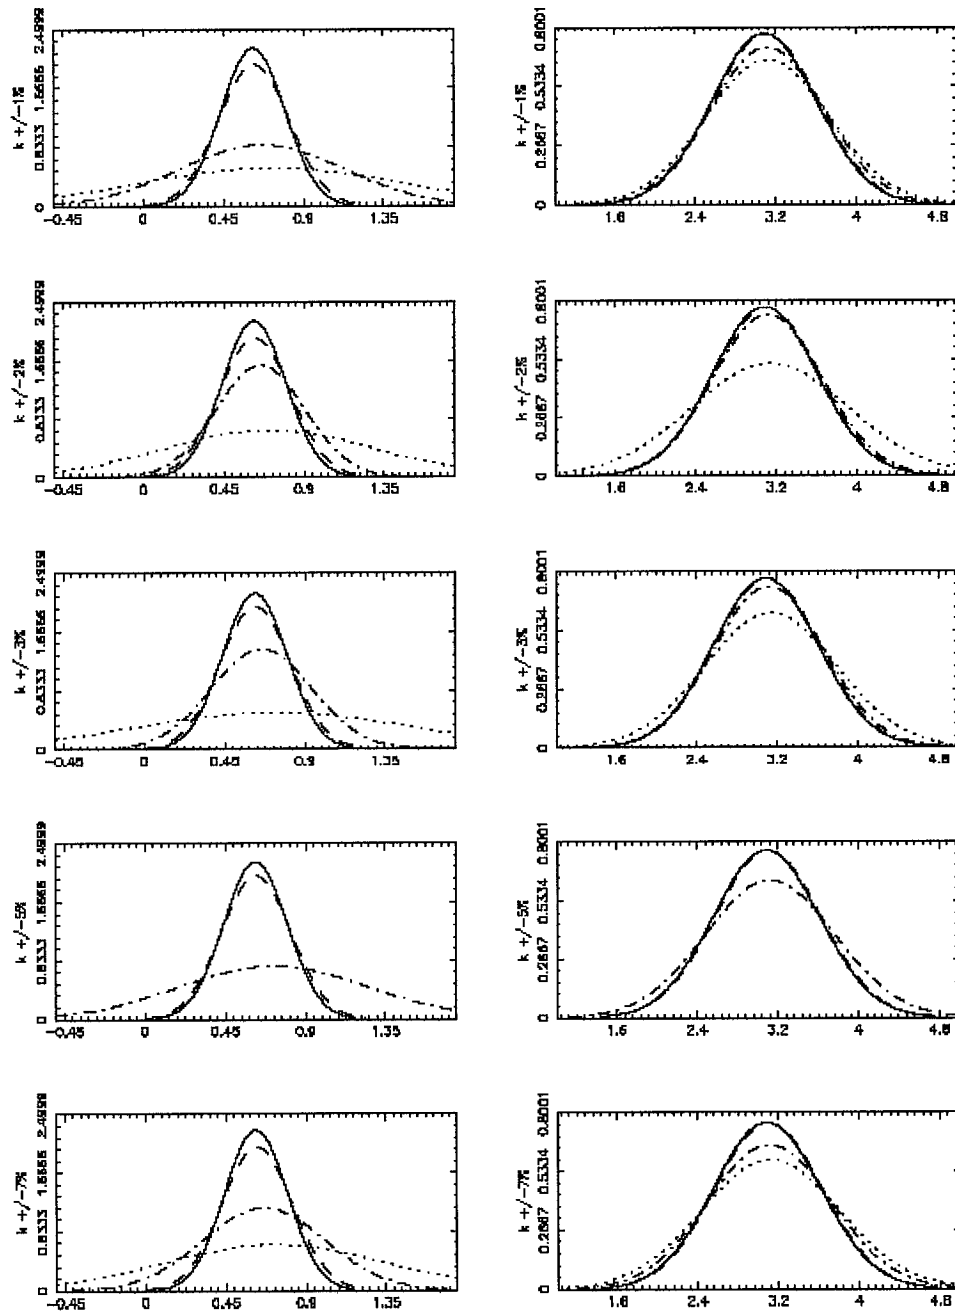 k +/-1%
0 0.8333 1.6666 2.4999
-0.45 0 0.45 0.9 1.35
k +/-1%
0 0.2667 0.5334 0.8001
1.6 2.4 3.2 4 4.8
k +/-2%
0 0.8333 1.6666 2.4999
-0.45 0 0.45 0.9 1.35
k +/-2%
0 0.2667 0.5334 0.8001
1.6 2.4 3.2 4 4.8
k +/-3%
0 0.8333 1.6666 2.4999
-0.45 0 0.45 0.9 1.35
k +/-3%
0 0.2667 0.5334 0.8001
1.6 2.4 3.2 4 4.8
k +/-5%
0 0.8333 1.6666 2.4999
-0.45 0 0.45 0.9 1.35
k +/-5%
0 0.2667 0.5334 0.8001
1.6 2.4 3.2 4 4.8
k +/-7%
0 0.8333 1.6666 2.4999
-0.45 0 0.45 0.9 1.35
k +/-7%
0 0.2667 0.5334 0.8001
1.6 2.4 3.2 4 4.8